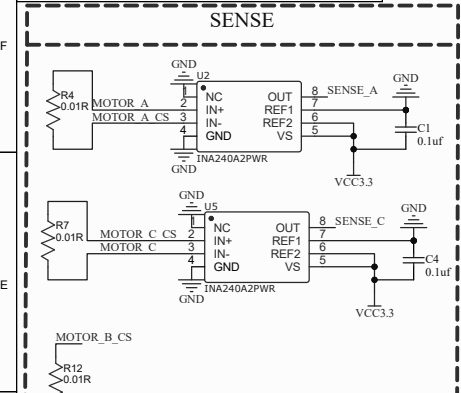 SENSE
F
GND
U2
R4
0.01R
MOTOR_A
MOTOR_A_CS
1
2
3
4
NC
IN+
IN-
GND
OUT
REF1
REF2
VS
8
7
6
5
SENSE_A
GND
C1
0.1uf
GND
INA240A2PWR
VCC3.3
GND
U5
R7
0.01R
MOTOR_C_CS
MOTOR_C
1
2
3
4
NC
IN+
IN-
GND
OUT
REF1
REF2
VS
8
7
6
5
SENSE_C
GND
C4
0.1uf
E
GND
INA240A2PWR
VCC3.3
MOTOR_B_CS
R12
0.01R